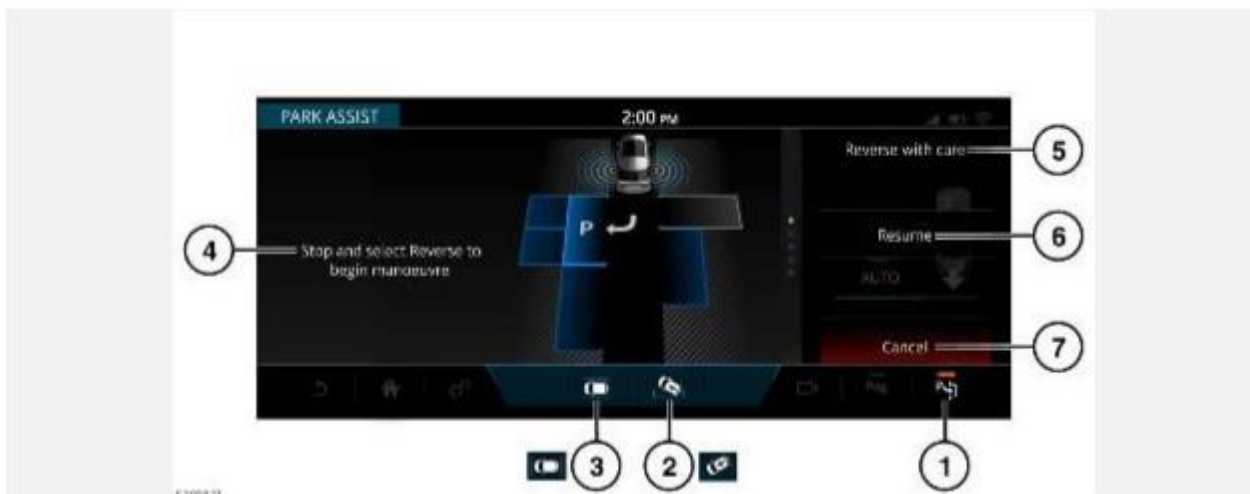 PARK ASSIST
2:00 PM
Reverse with care
5
P
4
Stop and select Reverse to
begin manoeuvre
Resume
6
AUTO
Cancel
7
3
2
1